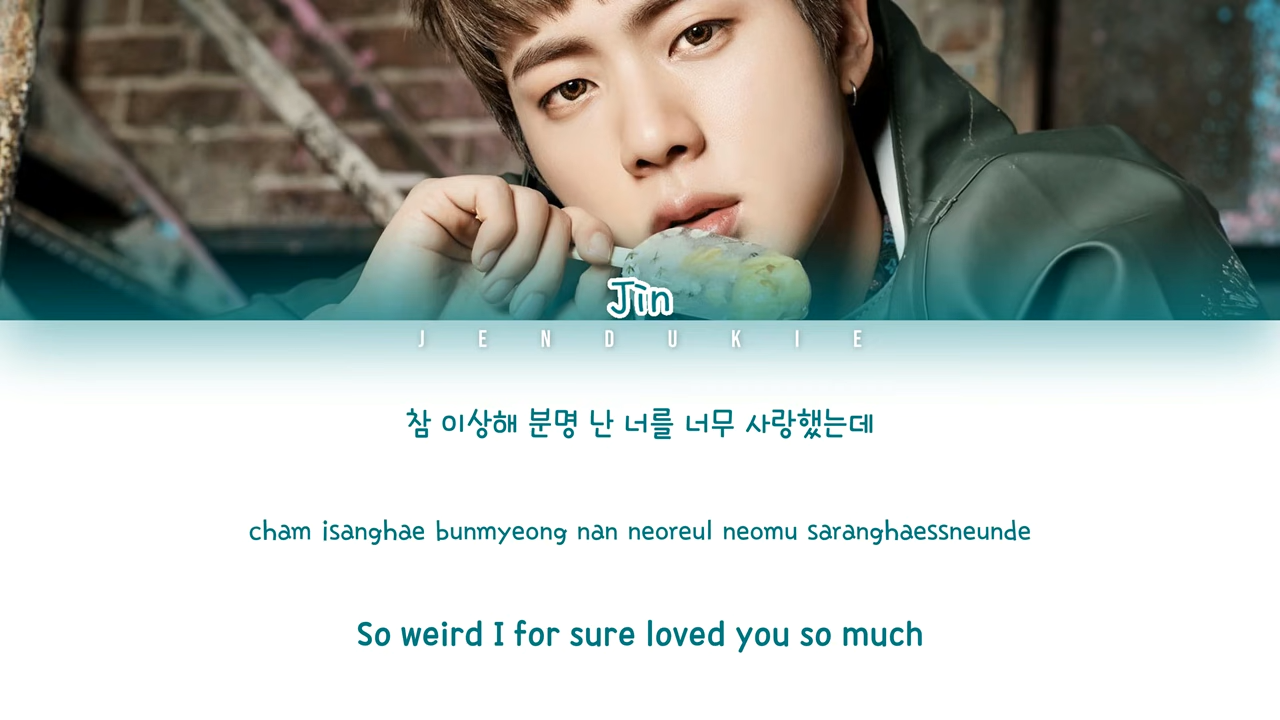 Jin
JENDUKIE
참 이상해 분명 난 너를 너무 사랑했는데
cham isanghae bunmyeong nan neoreul neomu saranghaessneunde
So weird I for sure loved you so much